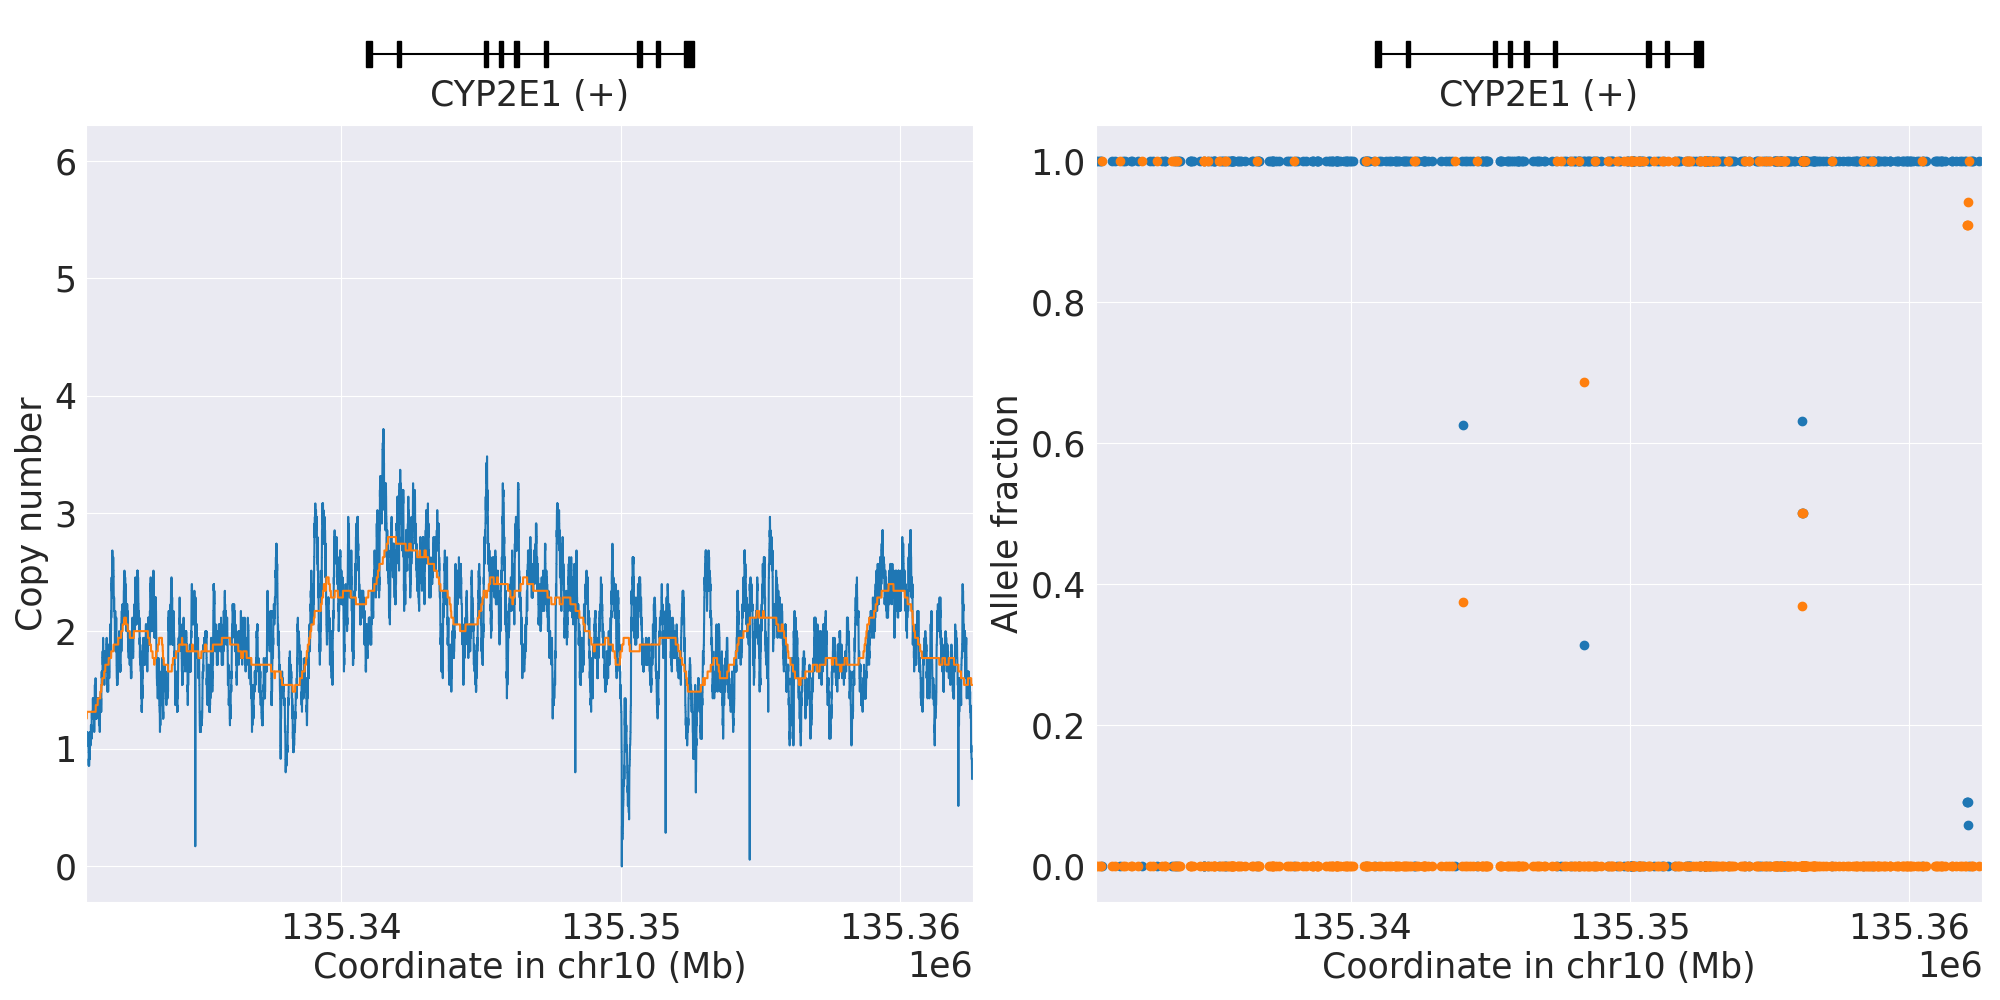 CYP2E1 (+)
6
5
4
3
2
1
0
Copy number
135.34 135.35 135.36
Coordinate in chr10 (Mb)
1e6
CYP2E1 (+)
1.0
0.8
0.6
0.4
0.2
0.0
Allele fraction
135.34 135.35 135.36
Coordinate in chr10 (Mb)
1e6